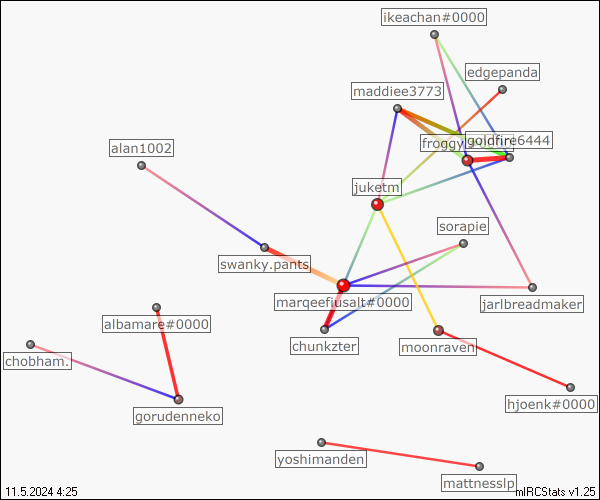 ikeachan#0000
edgepanda
maddiee3773
goldfire6444
froggy
alan1002
juketm
sorapie
swanky.pants
marqeefiusalt#0000
jarlbreadmaker
albamare#0000
chunkzter
moonraven
chobham.
gorudenneko
hjoenk#0000
yoshimanden
mattnesslp
11.5.2024 4:25
mIRCStats v1.25